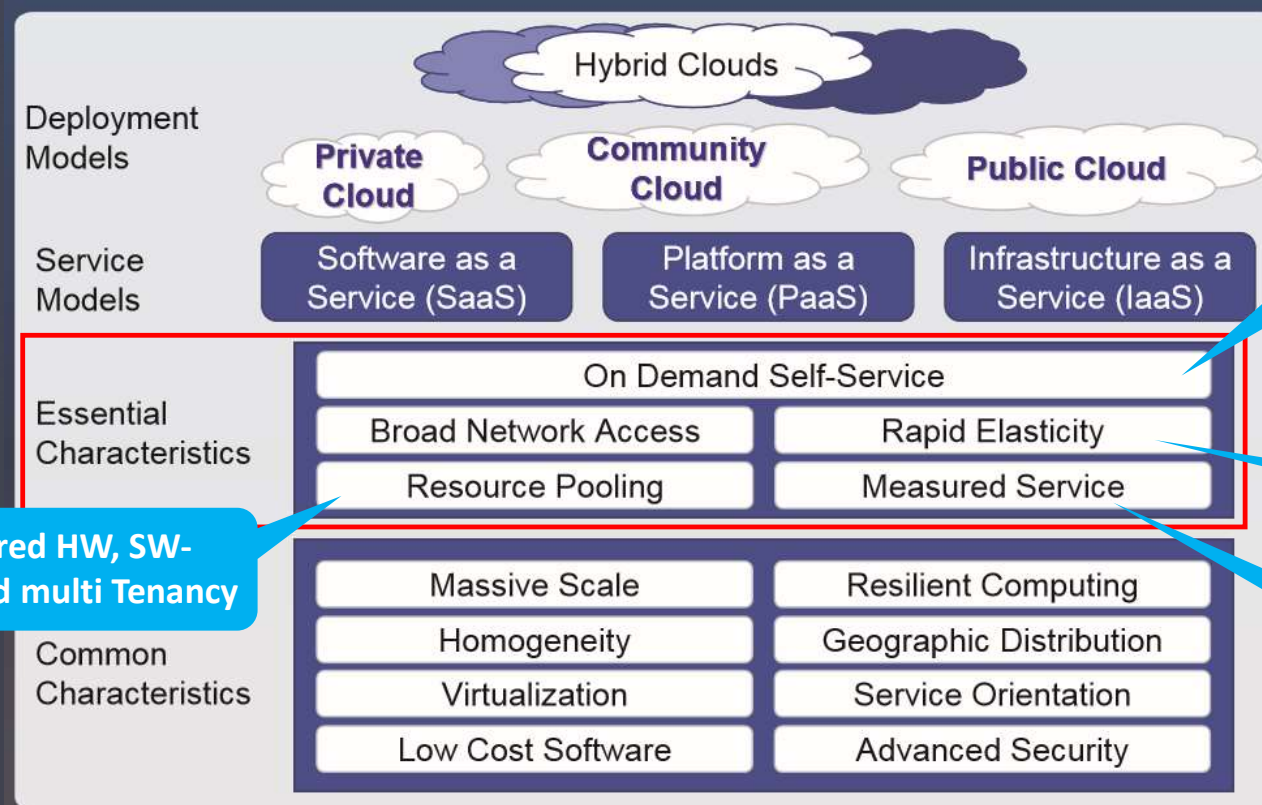 Hybrid Clouds
Deployment
Models
Private
Cloud
Community
Cloud
Public Cloud
Service
Models
Software as a
Service (SaaS)
Platform as a
Service (PaaS)
Infrastructure as a
Service (IaaS)
Essential
Characteristics
On Demand Self-Service
Broad Network Access
Rapid Elasticity
Resource Pooling
Measured Service
red HW, SW-
d multi Tenancy
Common
Characteristics
Massive Scale
Resilient Computing
Homogeneity
Geographic Distribution
Virtualization
Service Orientation
Low Cost Software
Advanced Security